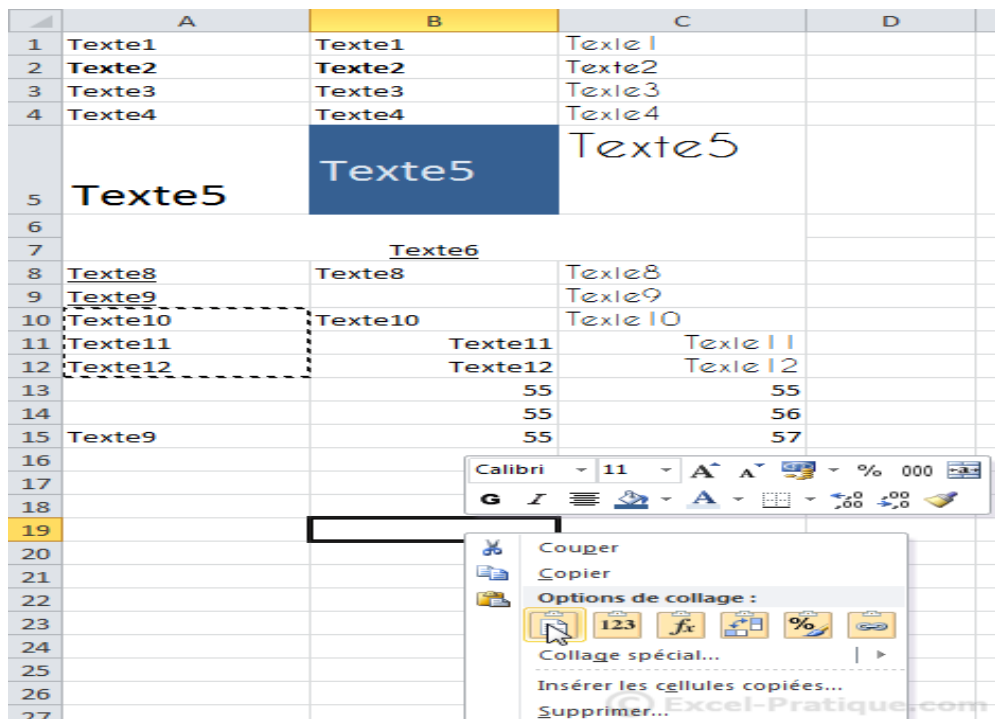 A B C D
1 Texte1 Texte1 Texte1
2 Texte2 Texte2 Texte2
3 Texte3 Texte3 Texte3
4 Texte4 Texte4 Texte4
5 Texte5 Texte5 Texte5
6
7 Texte6
8 Texte8 Texte8 Texte8
9 Texte9 Texte9
10 Texte10 Texte10 Texte10
11 Texte11 Texte11 Texte11
12 Texte12 Texte12 Texte12
13 55 55
14 55 56
15 Texte9 55 57
16 Calibri 11 A A % 000 a
17
18 G I A ,00 ,00
19
20 Couper
21 Copier
22 Options de collage :
23 123 fx %
24 Collage spécial...
25
26 Insérer les cellules copiées...
27 Supprimer...
© Excel-Pratique.com